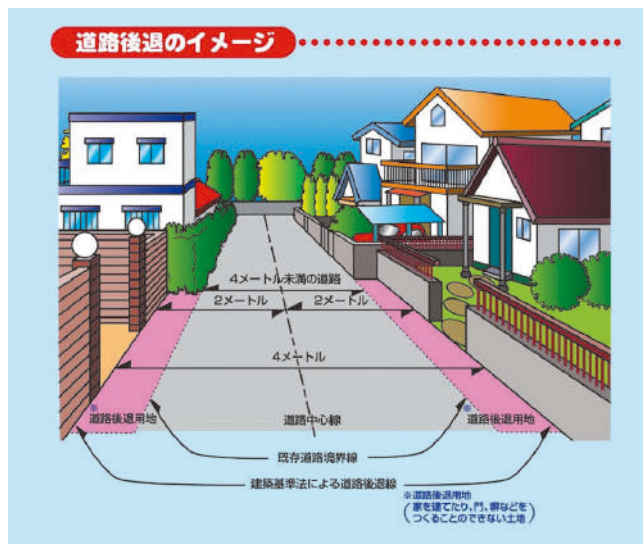 道路後退のイメージ
4メートル未満の道路
2メートル 2メートル
4メートル
※道路後退用地 道路中心線 ※道路後退用地
既存道路境界線
建築基準法による道路後退線
※道路後退用地
(家を建てたり、門、塀などを
つくることのできない土地)